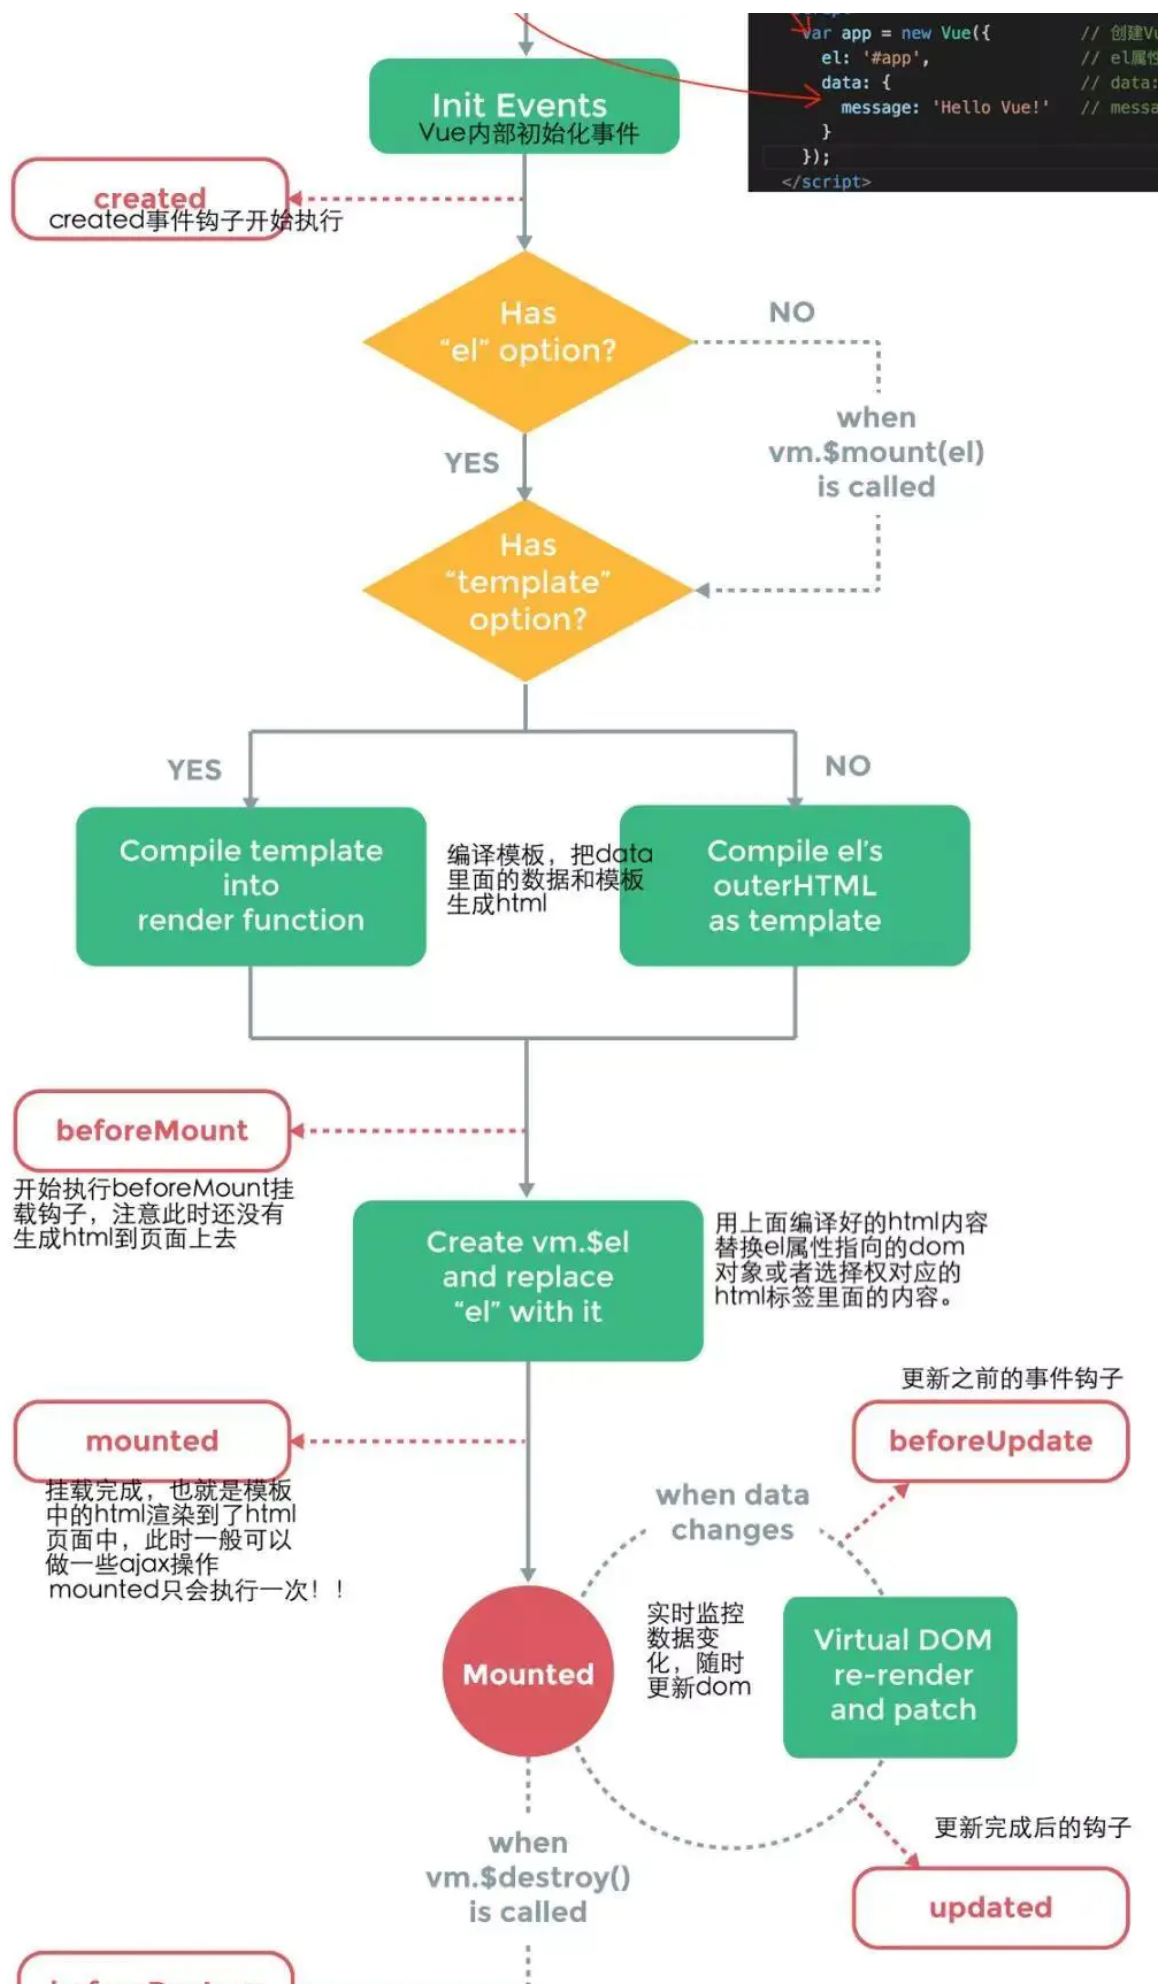 var app = new Vue({ // 创建Vu
el: '#app', // el属性
data: { // data:
message: 'Hello Vue!' // messa
}
});
</script>
Init Events
Vue内部初始化事件
created
created事件钩子开始执行
Has
“el” option?
NO
when
vm.$mount(el)
is called
YES
Has
“template”
option?
YES
NO
Compile template
into
render function
编译模板，把data
里面的数据和模板
生成html
Compile el’s
outerHTML
as template
beforeMount
开始执行beforeMount挂
载钩子，注意此时还没有
生成html到页面上去
Create vm.$el
and replace
“el” with it
用上面编译好的html内容
替换el属性指向的dom
对象或者选择权对应的
html标签里面的内容。
更新之前的事件钩子
mounted
beforeUpdate
挂载完成，也就是模板
中的html渲染到了html
页面中，此时一般可以
做一些ajax操作
mounted只会执行一次！！
when data
changes
Mounted
实时监控
数据变
化，随时
更新dom
Virtual DOM
re-render
and patch
更新完成后的钩子
when
vm.$destroy()
is called
updated